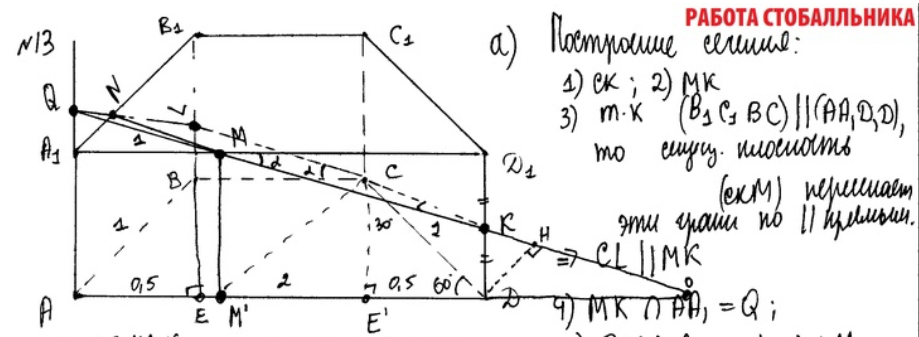 РАБОТА СТОБАЛЛЬНИКА
N13
B₁
C₁
а) Построение сечения:
1) CK ; 2) MK
3) т.к (B₁C₁BC)||(AA₁D₁D),
то секущ. плоскость
(CKM) пересекает
эти грани по || прямым.
=> CL || MK
4) MK ∩ AA₁ = Q ;
Q
N
L
M
A₁
1
α
D₁
B
α
C
K
1
30
2
H
0,5
2
0,5
60°
O
A
E
M'
E'
D